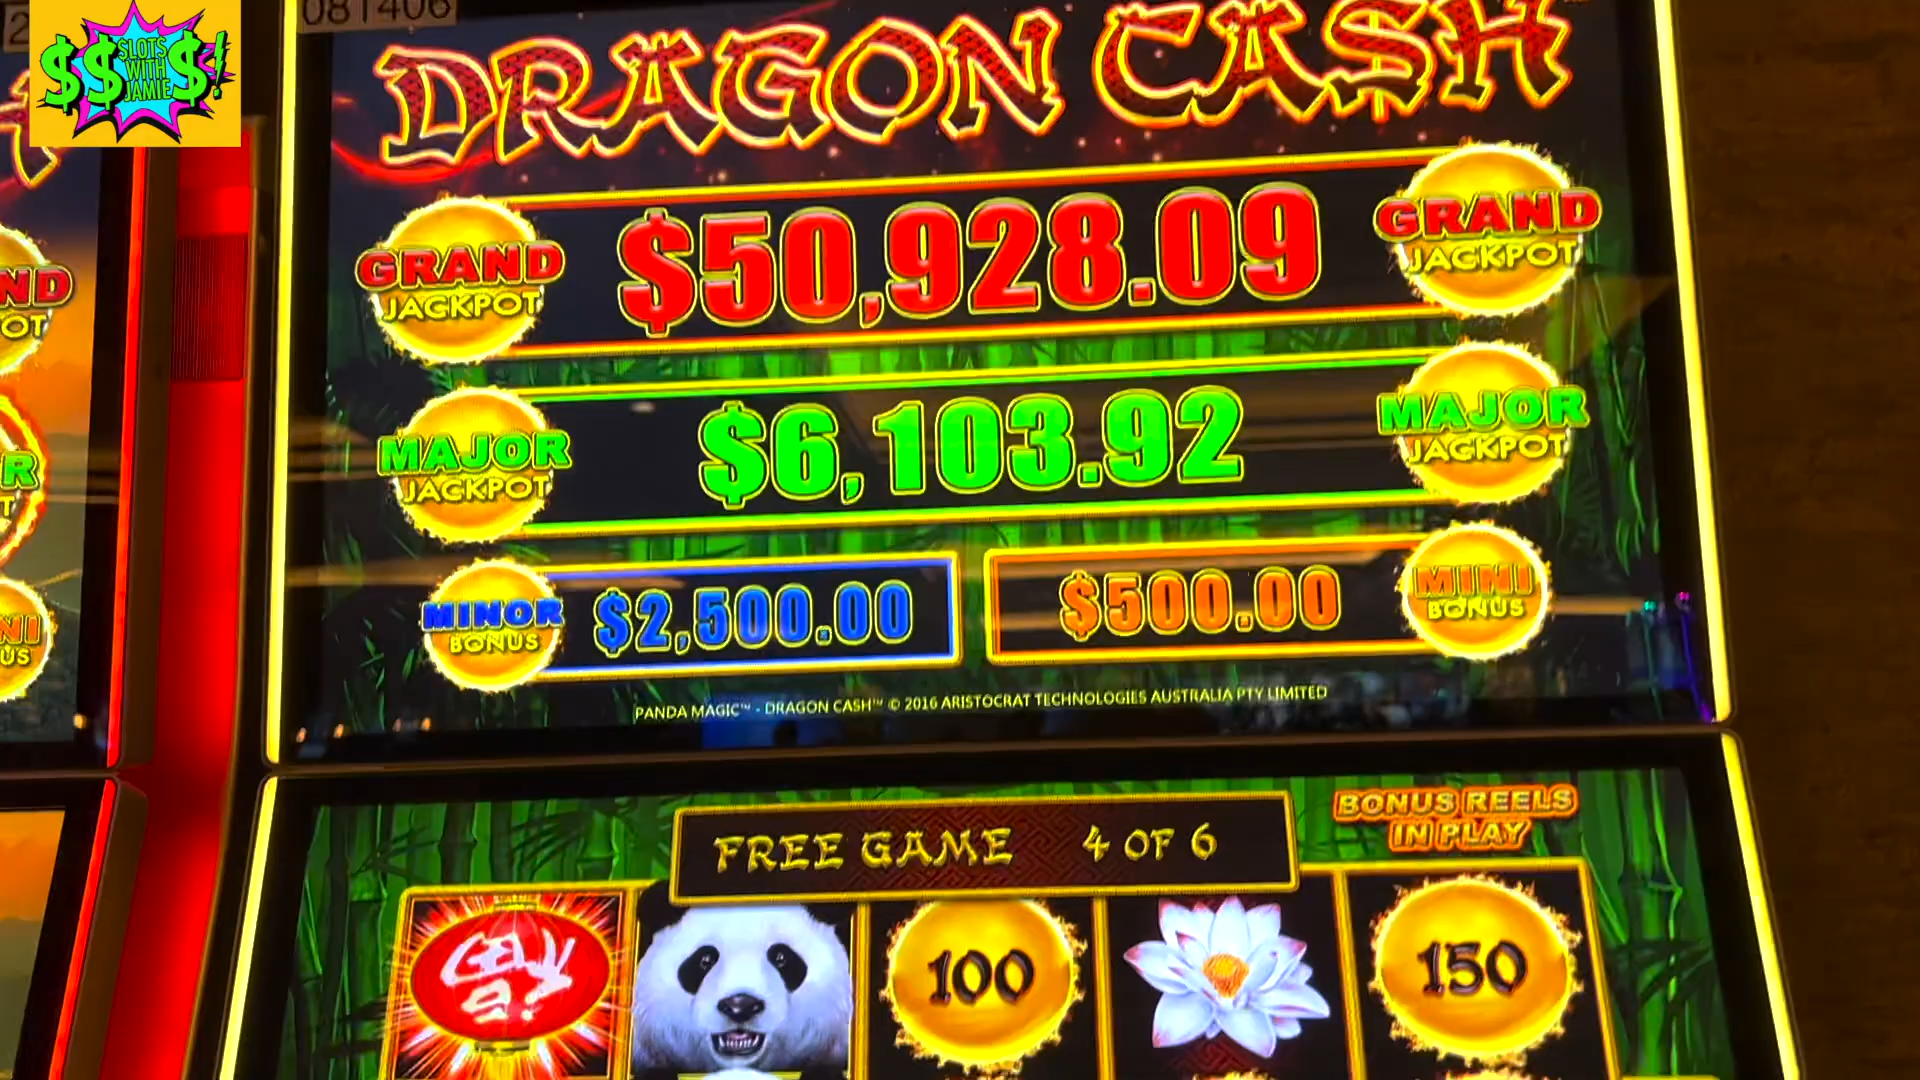 081406
SLOTS
WITH
JAMIE
DRAGON CA$H
GRAND
JACKPOT
$50,928.09
GRAND
JACKPOT
MAJOR
JACKPOT
$6,103.92
MAJOR
JACKPOT
MINOR
BONUS
$2,500.00
$500.00
MINI
BONUS
PANDA MAGIC™ - DRAGON CASH™ © 2016 ARISTOCRAT TECHNOLOGIES AUSTRALIA PTY LIMITED
FREE GAME 4 OF 6
BONUS REELS
IN PLAY
100
150